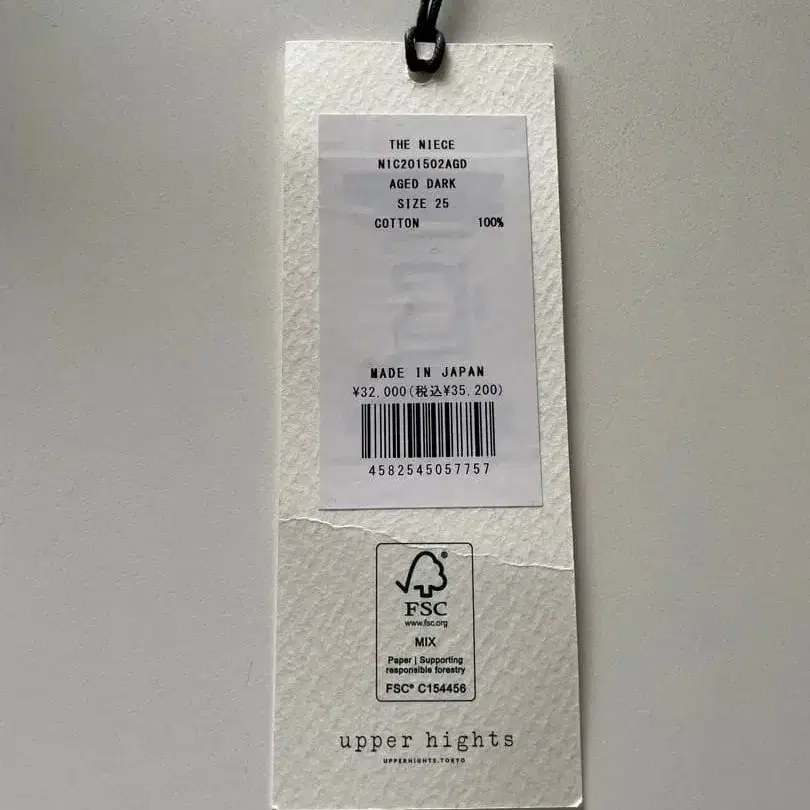 THE NIECE
NIC201502AGD
AGED DARK
SIZE 25
COTTON 100%
MADE IN JAPAN
¥32,000(税込¥35,200)
4582545057757
FSC®
www.fsc.org
MIX
Paper | Supporting
responsible forestry
FSC® C154456
upper hights
UPPERHIGHTS.TOKYO